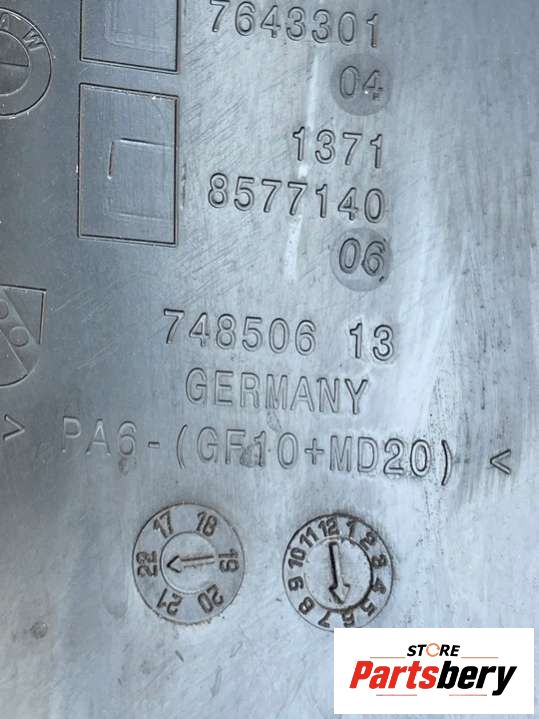 BMW
7643301
04
1371
8577140
06
748506 13
GERMANY
> PA6-(GF10+MD20) <
17 18 19 20 21 22
12 1 2 3 4 5 6 7 8 9 10 11
STORE
Partsbery